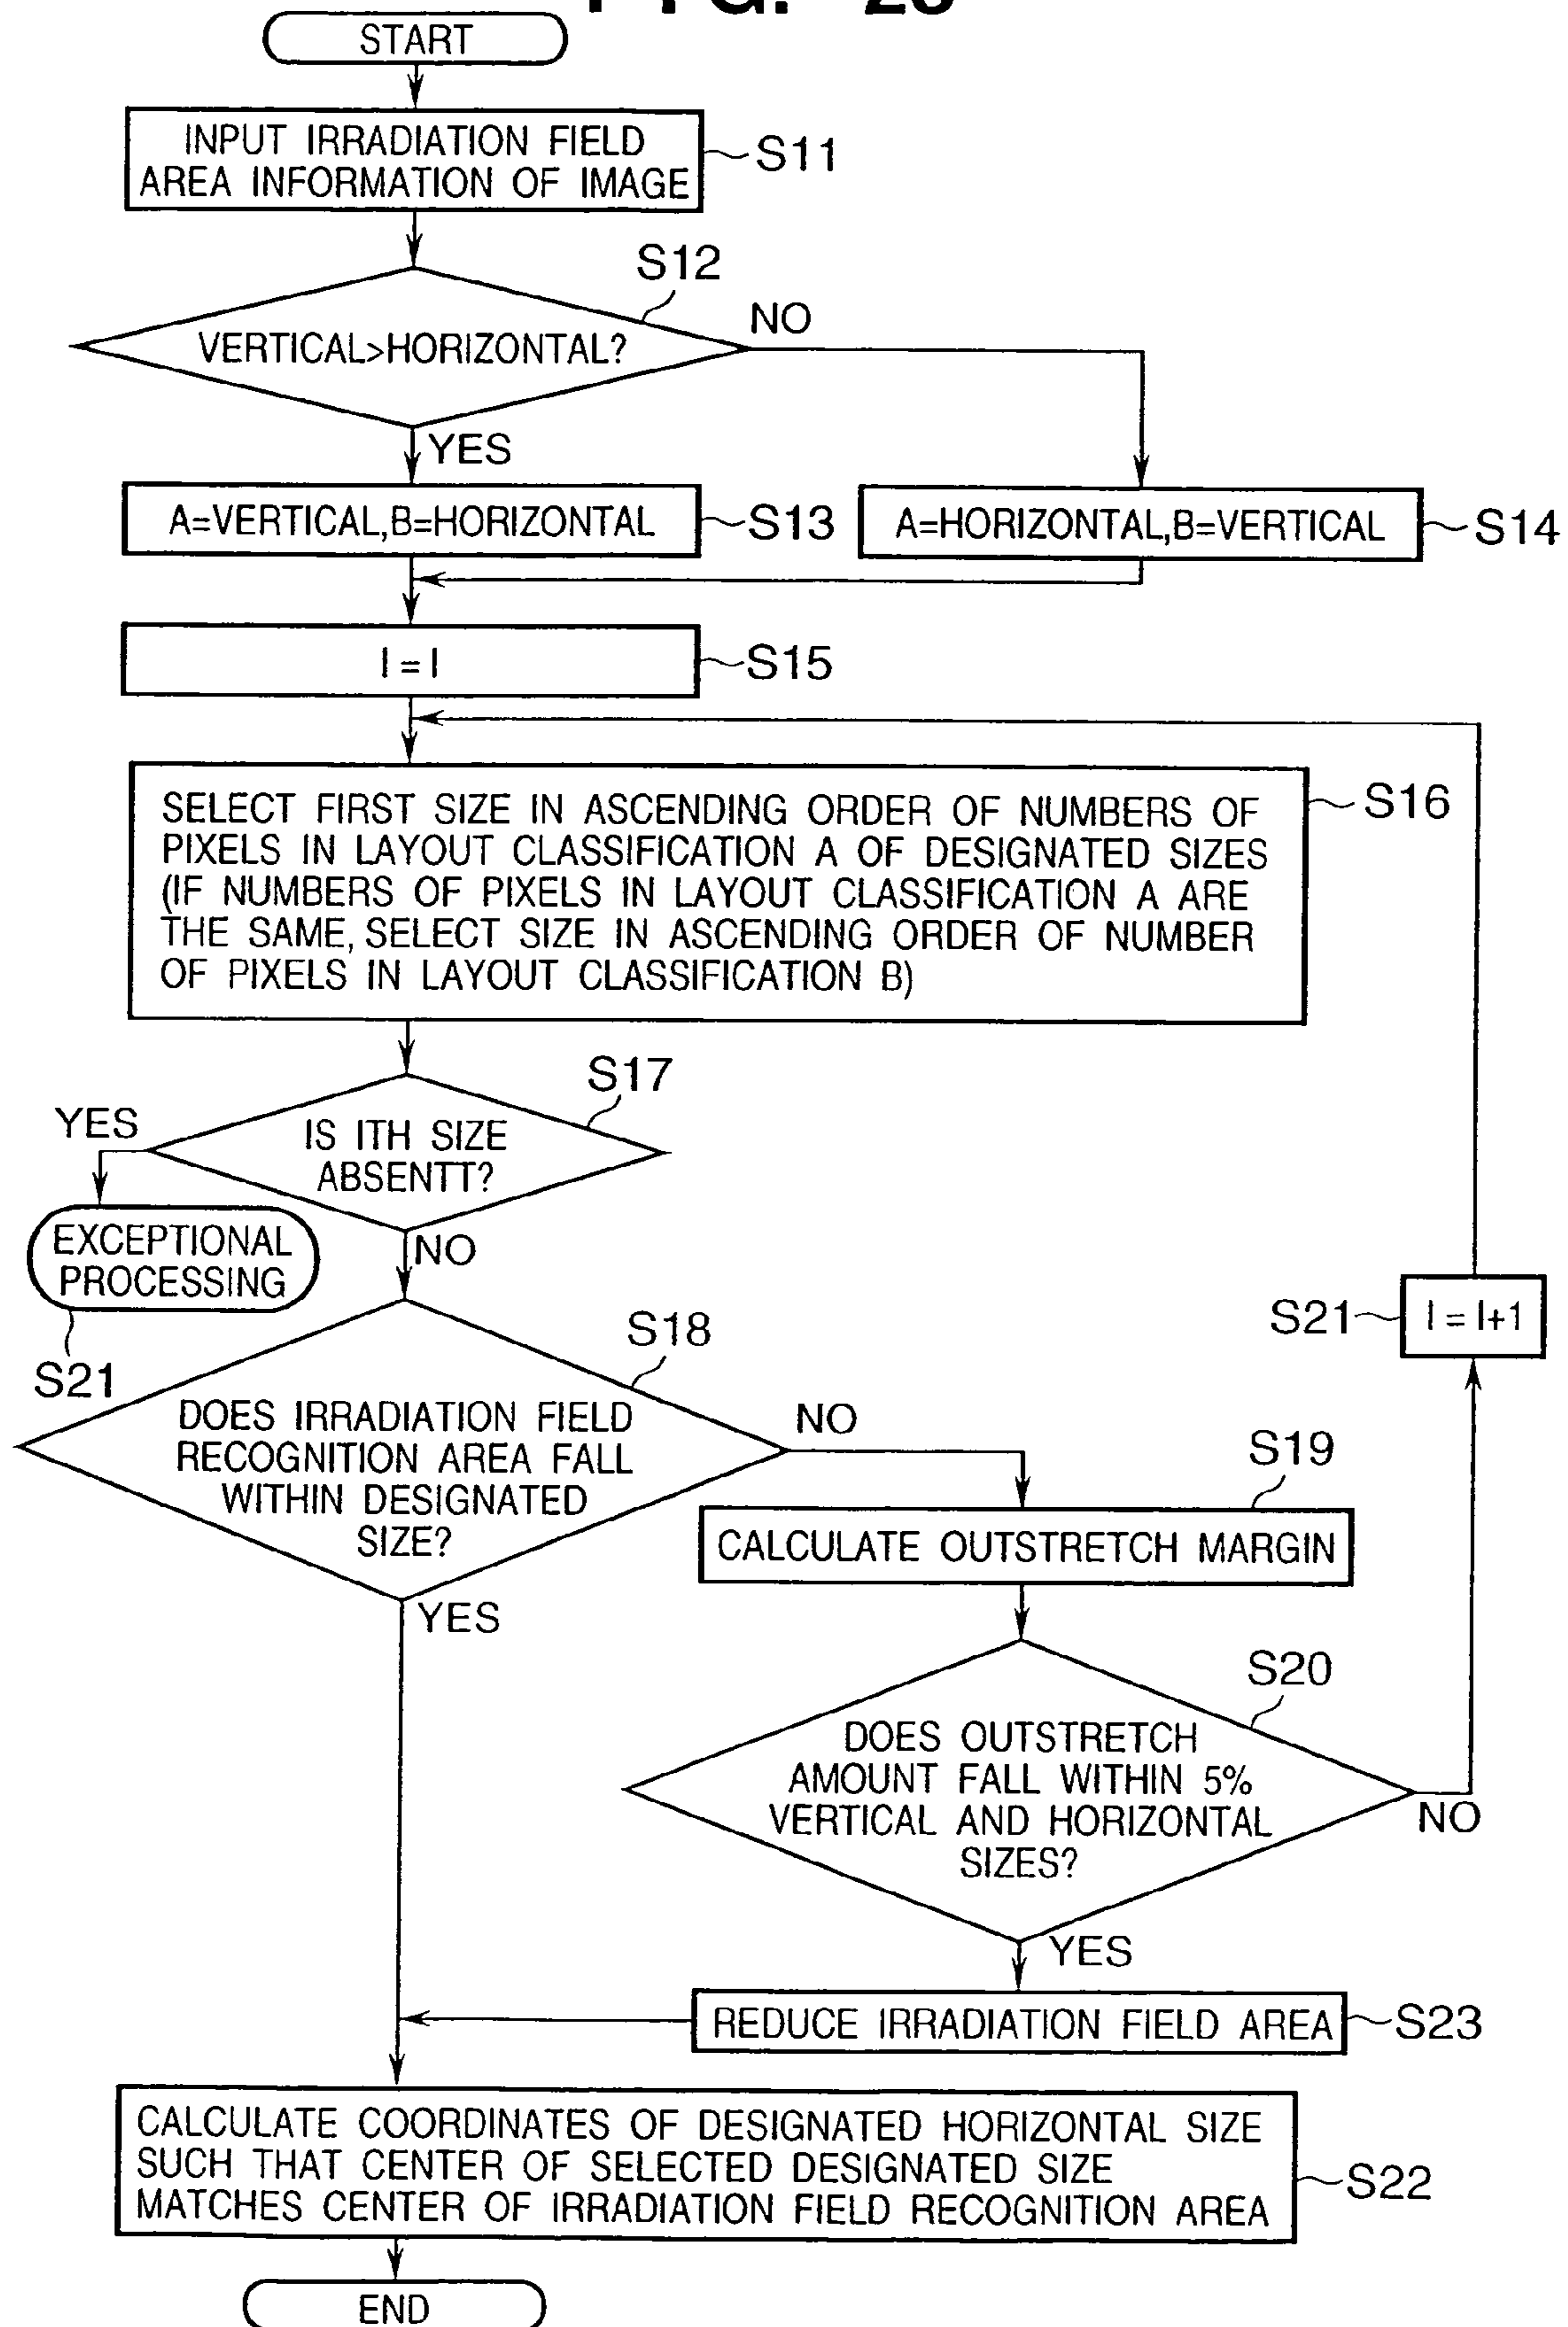 START
INPUT IRRADIATION FIELD
AREA INFORMATION OF IMAGE
S11
S12
VERTICAL>HORIZONTAL?
NO
YES
A=VERTICAL,B=HORIZONTAL
S13
A=HORIZONTAL,B=VERTICAL
S14
I = I
S15
SELECT FIRST SIZE IN ASCENDING ORDER OF NUMBERS OF
PIXELS IN LAYOUT CLASSIFICATION A OF DESIGNATED SIZES
(IF NUMBERS OF PIXELS IN LAYOUT CLASSIFICATION A ARE
THE SAME, SELECT SIZE IN ASCENDING ORDER OF NUMBER
OF PIXELS IN LAYOUT CLASSIFICATION B)
S16
S17
YES
IS ITH SIZE
ABSENTT?
EXCEPTIONAL
PROCESSING
NO
S21
S21
I = I+1
S18
DOES IRRADIATION FIELD
RECOGNITION AREA FALL
WITHIN DESIGNATED
SIZE?
NO
S19
CALCULATE OUTSTRETCH MARGIN
YES
S20
DOES OUTSTRETCH
AMOUNT FALL WITHIN 5%
VERTICAL AND HORIZONTAL
SIZES?
NO
YES
REDUCE IRRADIATION FIELD AREA
S23
CALCULATE COORDINATES OF DESIGNATED HORIZONTAL SIZE
SUCH THAT CENTER OF SELECTED DESIGNATED SIZE
MATCHES CENTER OF IRRADIATION FIELD RECOGNITION AREA
S22
END